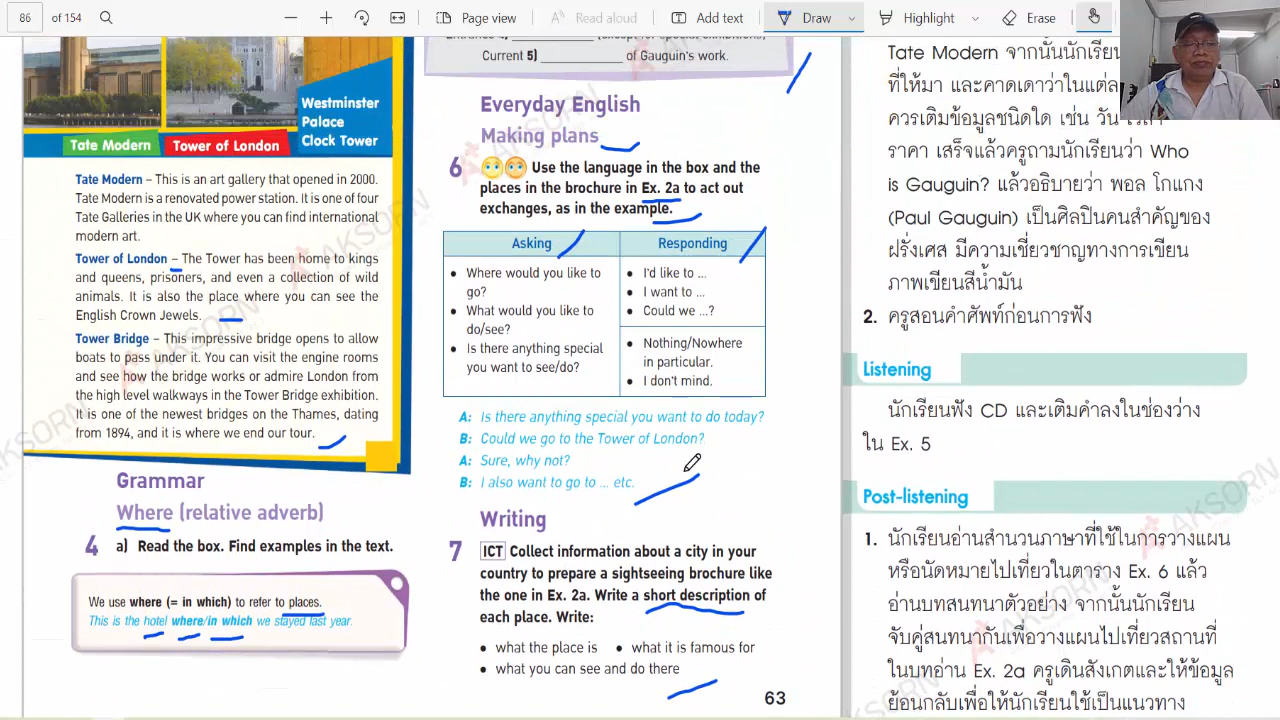 86 of 154
Page view
Read aloud
Add text
Draw
Highlight
Erase
Westminster
Palace
Clock Tower
Tate Modern
Tower of London
Tate Modern – This is an art gallery that opened in 2000.
Tate Modern is a renovated power station. It is one of four
Tate Galleries in the UK where you can find international
modern art.
Tower of London – The Tower has been home to kings
and queens, prisoners, and even a collection of wild
animals. It is also the place where you can see the
English Crown Jewels.
Tower Bridge – This impressive bridge opens to allow
boats to pass under it. You can visit the engine rooms
and see how the bridge works or admire London from
the high level walkways in the Tower Bridge exhibition.
It is one of the newest bridges on the Thames, dating
from 1894, and it is where we end our tour.
Grammar
Where (relative adverb)
4 a) Read the box. Find examples in the text.
We use where (= in which) to refer to places.
This is the hotel where/in which we stayed last year.
Current 5) ____________ of Gauguin's work.
Everyday English
Making plans
6 Use the language in the box and the
places in the brochure in Ex. 2a to act out
exchanges, as in the example.
Asking
Responding
• Where would you like to
go?
• What would you like to
do/see?
• Is there anything special
you want to see/do?
• I'd like to ...
• I want to ...
• Could we ...?
• Nothing/Nowhere
in particular.
• I don't mind.
A: Is there anything special you want to do today?
B: Could we go to the Tower of London?
A: Sure, why not?
B: I also want to go to ... etc.
Writing
7 ICT Collect information about a city in your
country to prepare a sightseeing brochure like
the one in Ex. 2a. Write a short description of
each place. Write:
• what the place is • what it is famous for
• what you can see and do there
63
Tate Modern จากนั้นนักเรียน
ที่ให้มา และคาดเดาว่าในแต่ล
ควรเติมข้อมูลชนิดใด เช่น วัน เวลา
ราคา เสร็จแล้วครูถามนักเรียนว่า Who
is Gauguin? แล้วอธิบายว่า พอล โกแกง
(Paul Gauguin) เป็นศิลปินคนสำคัญของ
ฝรั่งเศส มีความเชี่ยวชาญทางการเขียน
ภาพเขียนสีน้ำมัน
2. ครูสอนคำศัพท์ก่อนการฟัง
Listening
นักเรียนฟัง CD และเติมคำลงในช่องว่าง
ใน Ex. 5
Post-listening
1. นักเรียนอ่านสำนวนภาษาที่ใช้ในการวางแผน
หรือนัดหมายไปเที่ยวในตาราง Ex. 6 แล้ว
อ่านบทสนทนาตัวอย่าง จากนั้นนักเรียน
จับคู่สนทนากันเพื่อวางแผนไปเที่ยวสถานที่
ในบทอ่าน Ex. 2a ครูเดินสังเกตและให้ข้อมูล
ย้อนกลับเพื่อให้นักเรียนใช้เป็นแนวทาง
AKSORN